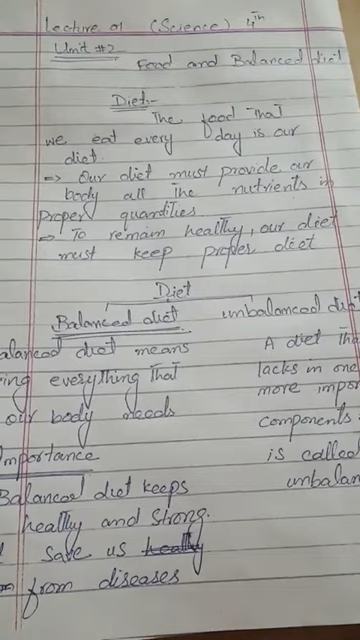 Lecture 01 (Science) 4th
Unit #2
Food and Balanced diet
Diet:-
The food That
we eat every day is our
diet.
=> Our diet must provide our
body all The nutrients in
proper quantities
=> To remain healthy, our diet
must keep proper diet
Diet
Balanced diet unbalanced diet
alanced diet means
ing everything That
our body needs
Importance
Balanced diet keeps
healthy and strong.
save us healthy
from diseases
A diet tha
lacks in one
more impor
components
is called
unbalan